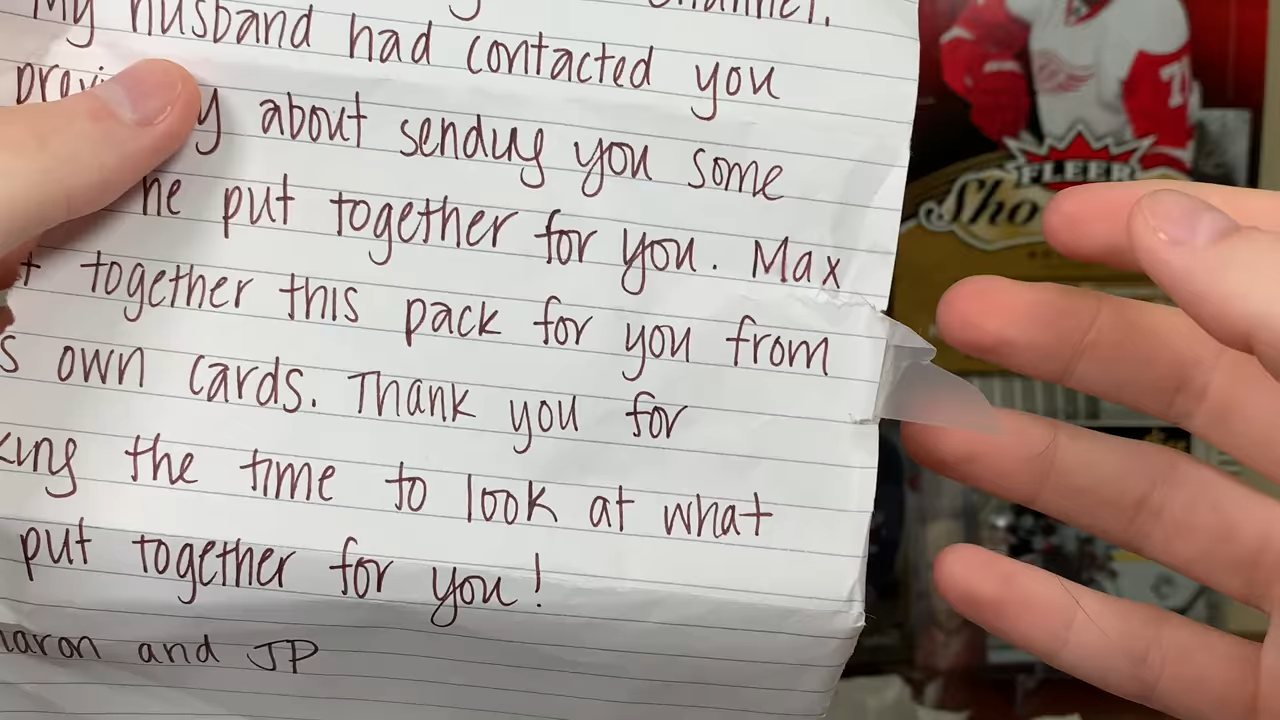 My husband had contacted you
about sending you some
he put together for you. Max
together this pack for you from
own cards. Thank you for
the time to look at what
put together for you!
and JP
FLEER